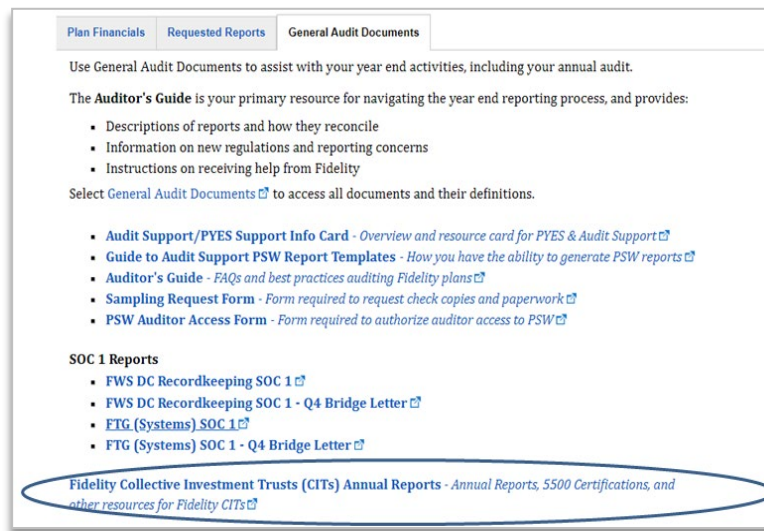 Plan Financials Requested Reports General Audit Documents
Use General Audit Documents to assist with your year end activities, including your annual audit.
The Auditor's Guide is your primary resource for navigating the year end reporting process, and provides:
▪ Descriptions of reports and how they reconcile
▪ Information on new regulations and reporting concerns
▪ Instructions on receiving help from Fidelity
Select General Audit Documents to access all documents and their definitions.
▪ Audit Support/PYES Support Info Card - Overview and resource card for PYES & Audit Support
▪ Guide to Audit Support PSW Report Templates - How you have the ability to generate PSW reports
▪ Auditor's Guide - FAQs and best practices auditing Fidelity plans
▪ Sampling Request Form - Form required to request check copies and paperwork
▪ PSW Auditor Access Form - Form required to authorize auditor access to PSW
SOC 1 Reports
▪ FWS DC Recordkeeping SOC 1
▪ FWS DC Recordkeeping SOC 1 - Q4 Bridge Letter
▪ FTG (Systems) SOC 1
▪ FTG (Systems) SOC 1 - Q4 Bridge Letter
Fidelity Collective Investment Trusts (CITs) Annual Reports - Annual Reports, 5500 Certifications, and
other resources for Fidelity CITs